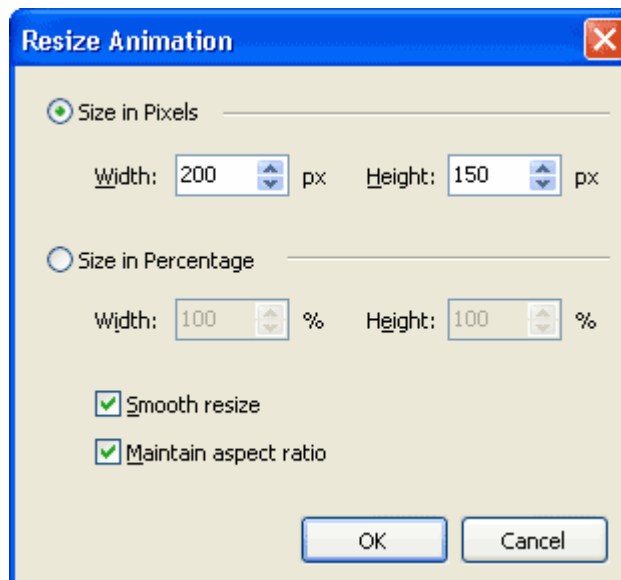 Resize Animation
Size in Pixels
Width: 200 px Height: 150 px
Size in Percentage
Width: 100 % Height: 100 %
Smooth resize
Maintain aspect ratio
OK Cancel